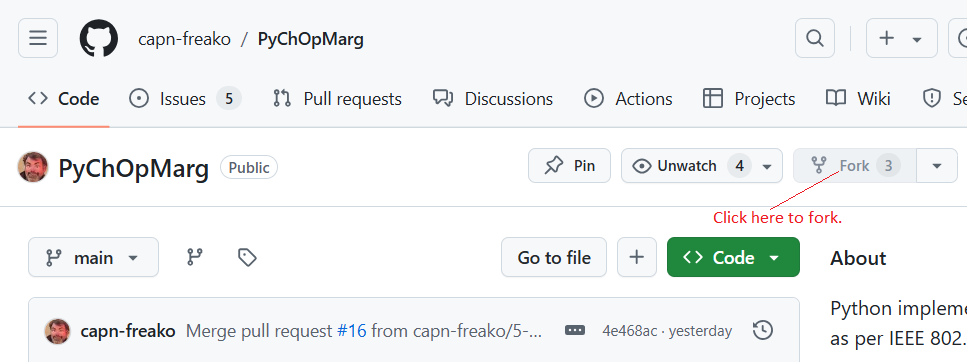 capn-freako / PyChOpMarg
Code Issues 5 Pull requests Discussions Actions Projects Wiki Se
PyChOpMarg Public Pin Unwatch 4 Fork 3
Click here to fork.
main Go to file Code About
capn-freako Merge pull request #16 from capn-freako/5-... 4e468ac · yesterday
Python impleme
as per IEEE 802.